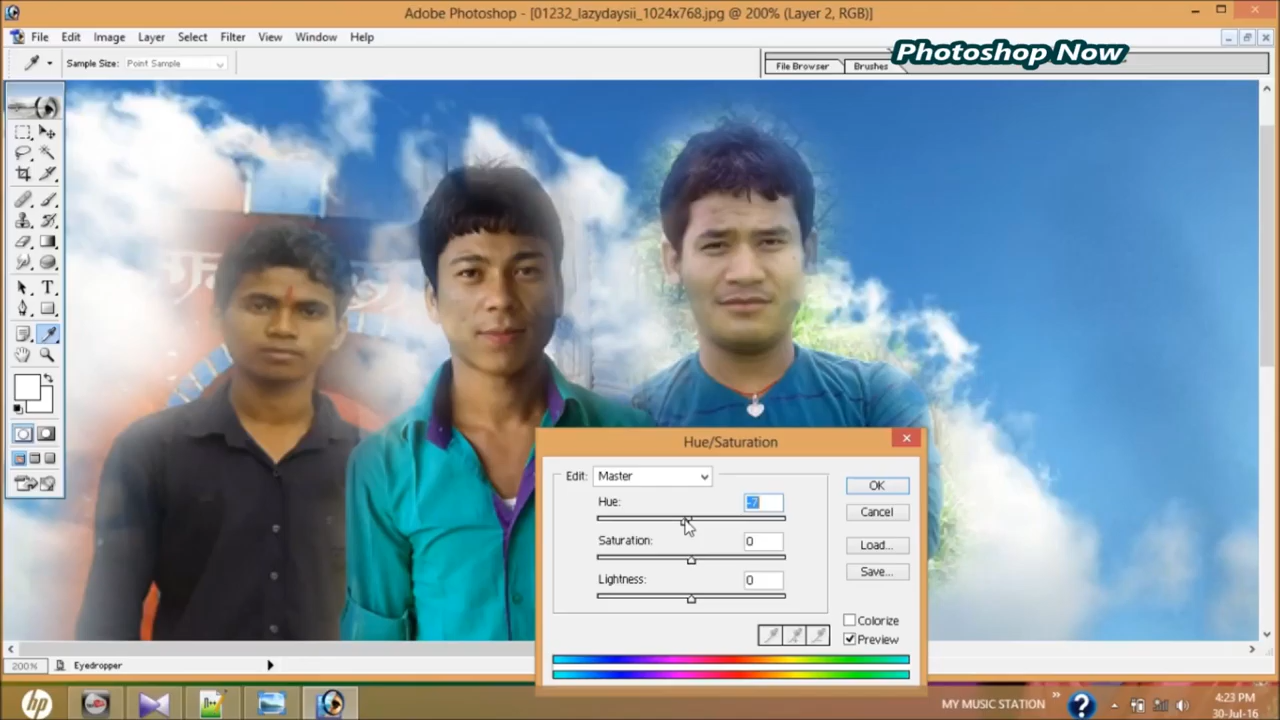 Adobe Photoshop - [01232_lazydaysii_1024x768.jpg @ 200% (Layer 2, RGB)]
File Edit Image Layer Select Filter View Window Help
Photoshop Now
Sample Size: Point Sample
File Browser Brushes
Hue/Saturation
Edit: Master
Hue: -7
OK
Cancel
Saturation: 0
Load...
Save...
Lightness: 0
Colorize
Preview
200% Eyedropper
hp
MY MUSIC STATION
4:23 PM
30-Jul-16